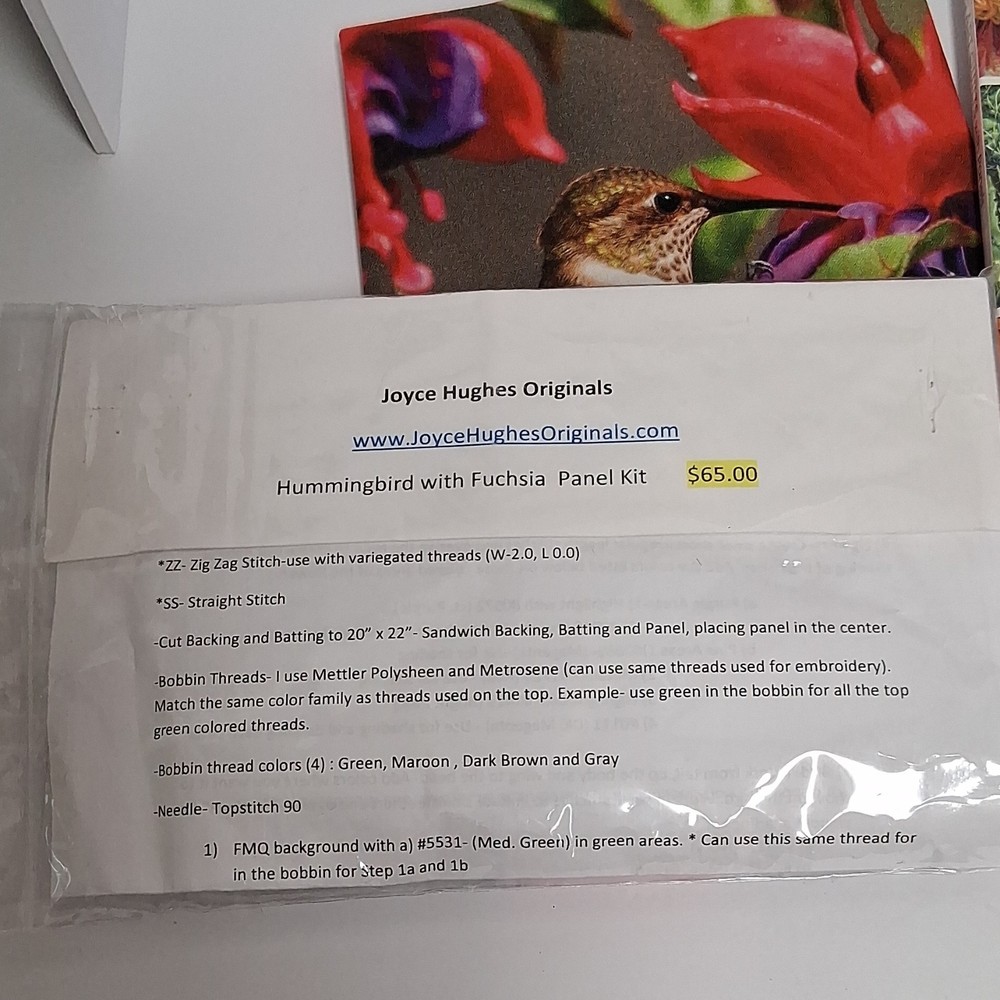 Joyce Hughes Originals
www.JoyceHughesOriginals.com
Hummingbird with Fuchsia Panel Kit $65.00
*ZZ- Zig Zag Stitch-use with variegated threads (W-2.0, L 0.0)
*SS- Straight Stitch
-Cut Backing and Batting to 20” x 22”- Sandwich Backing, Batting and Panel, placing panel in the center.
-Bobbin Threads- I use Mettler Polysheen and Metrosene (can use same threads used for embroidery).
Match the same color family as threads used on the top. Example- use green in the bobbin for all the top
green colored threads.
-Bobbin thread colors (4) : Green, Maroon , Dark Brown and Gray
-Needle- Topstitch 90
1) FMQ background with a) #5531- (Med. Green) in green areas. * Can use this same thread for
in the bobbin for Step 1a and 1b